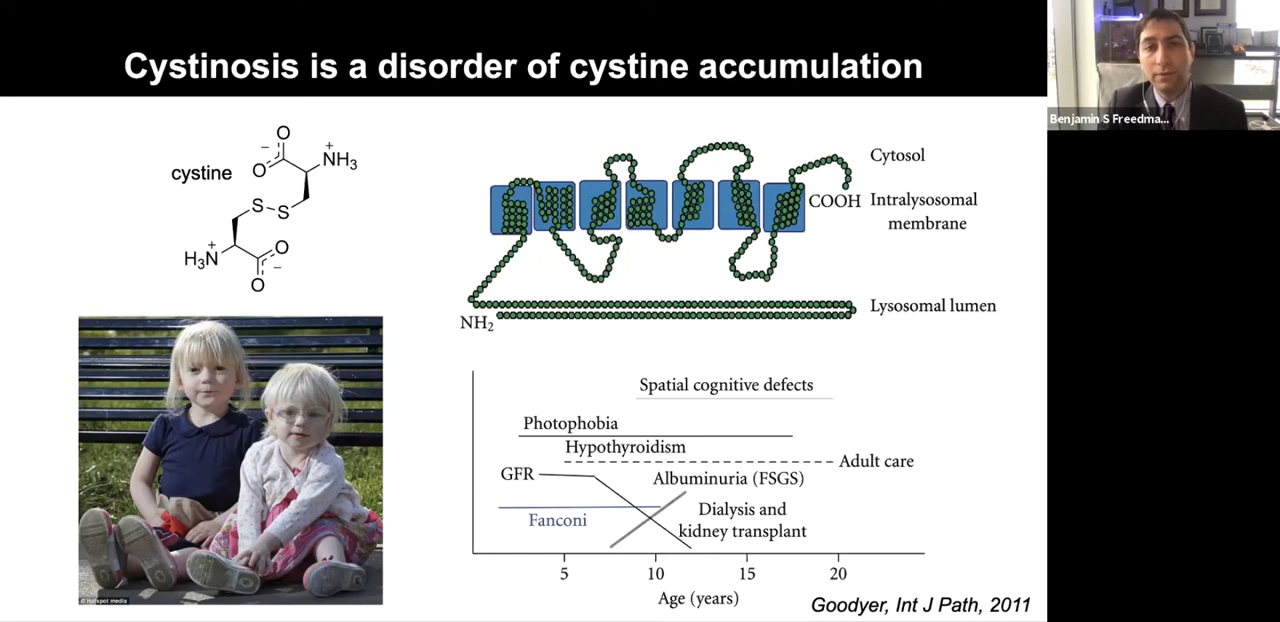 Cystinosis is a disorder of cystine accumulation
Benjamin S Freedma...
cystine
O
−
O
+
NH3
S
S
+
H3N
O
−
O
Cytosol
COOH
Intralysosomal
membrane
Lysosomal lumen
NH2
Spatial cognitive defects
Photophobia
Hypothyroidism
Adult care
GFR
Albuminuria (FSGS)
Fanconi
Dialysis and
kidney transplant
5 10 15 20
Age (years)
Goodyer, Int J Path, 2011
© Hotspot media